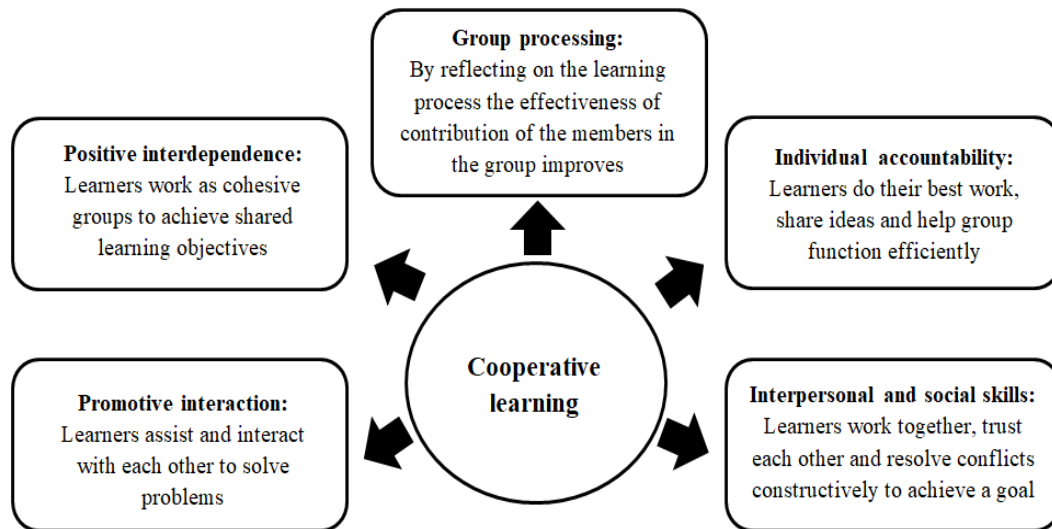 Group processing:
By reflecting on the learning
process the effectiveness of
contribution of the members in
the group improves
Positive interdependence:
Learners work as cohesive
groups to achieve shared
learning objectives
Individual accountability:
Learners do their best work,
share ideas and help group
function efficiently
Cooperative
learning
Promotive interaction:
Learners assist and interact
with each other to solve
problems
Interpersonal and social skills:
Learners work together, trust
each other and resolve conflicts
constructively to achieve a goal